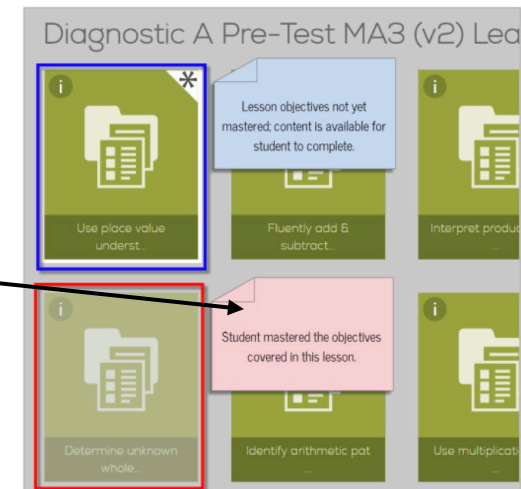 Diagnostic A Pre-Test MA3 (v2) Lea
i
*
Lesson objectives not yet
mastered; content is available for
student to complete.
i
Use place value
underst...
Fluently add &
subtract...
Interpret produc
...
i
Student mastered the objectives
covered in this lesson.
i
Determine unknown
whole...
Identify arithmetic pat
...
Use multiplicati
...